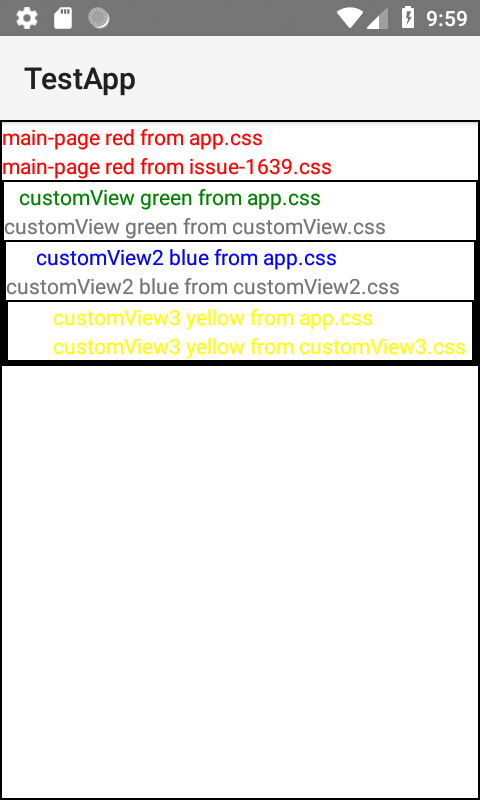 9:59
TestApp
main-page red from app.css
main-page red from issue-1639.css
customView green from app.css
customView green from customView.css
customView2 blue from app.css
customView2 blue from customView2.css
customView3 yellow from app.css
customView3 yellow from customView3.css